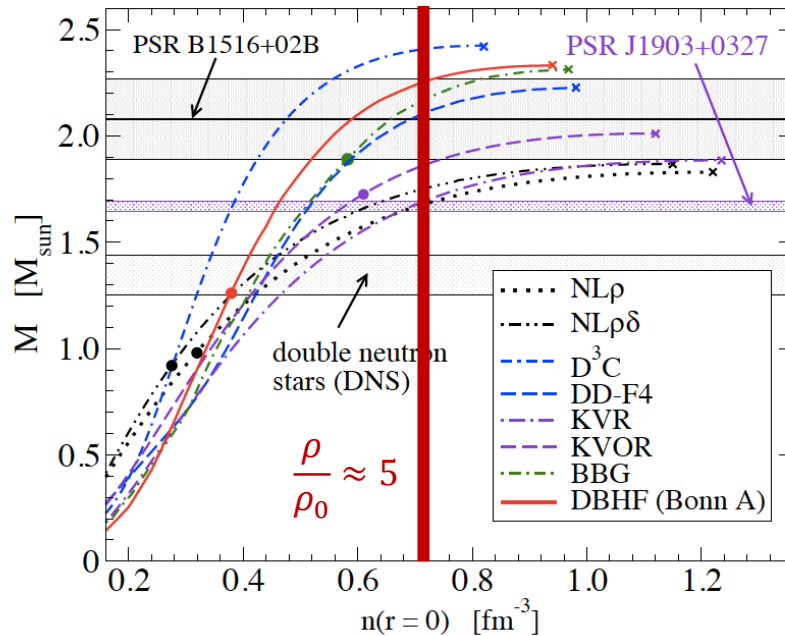 2.5
2.0
1.5
1.0
0.5
0
M [M_sun]
PSR B1516+02B
PSR J1903+0327
double neutron
stars (DNS)
ρ/ρ₀ ≈ 5
NLρ
NLρδ
D³C
DD-F4
KVR
KVOR
BBG
DBHF (Bonn A)
0.2 0.4 0.6 0.8 1.0 1.2
n(r = 0) [fm⁻³]